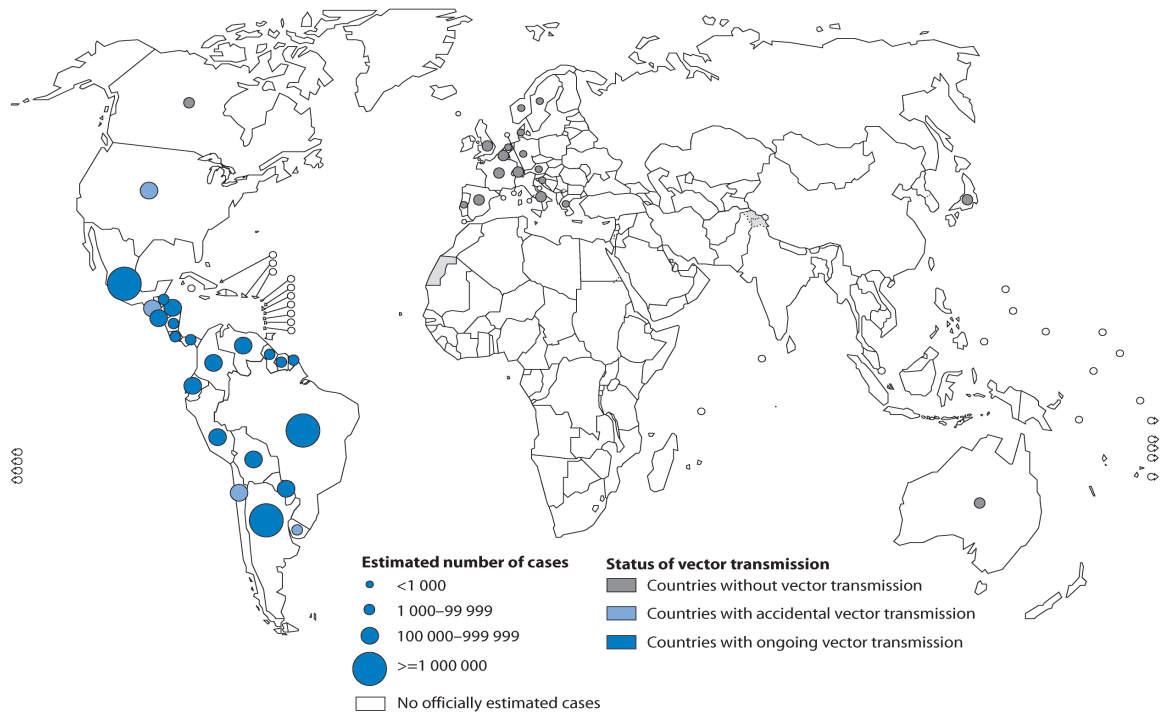 Estimated number of cases
<1 000
1 000–99 999
100 000–999 999
>=1 000 000
No officially estimated cases
Status of vector transmission
Countries without vector transmission
Countries with accidental vector transmission
Countries with ongoing vector transmission